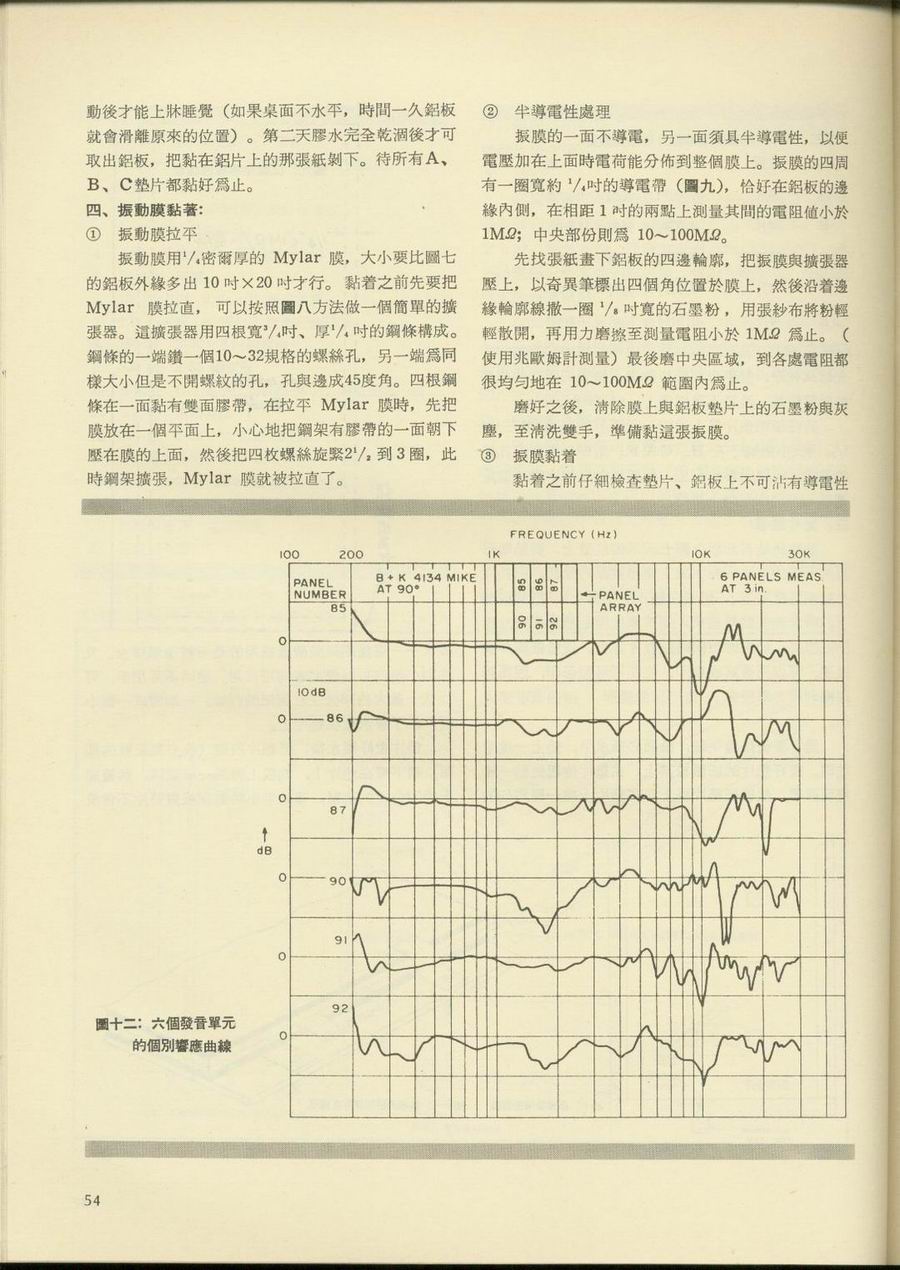 動後才能上牀睡覺（如果桌面不水平，時間一久鋁板
就會滑離原來的位置）。第二天膠水完全乾涸後才可
取出鋁板，把黏在鋁片上的那張紙剝下。待所有A、
B、C墊片都黏好爲止。
四、振動膜黏著：
① 振動膜拉平
振動膜用¹/₄密爾厚的 Mylar 膜，大小要比圖七
的鋁板外緣多出 10 吋×20 吋才行。黏着之前先要把
Mylar 膜拉直，可以按照圖八方法做一個簡單的擴
張器。這擴張器用四根寬³/₄吋、厚¹/₄ 吋的鋼條構成。
鋼條的一端鑽一個10～32規格的螺絲孔，另一端爲同
樣大小但是不開螺紋的孔，孔與邊成45度角。四根鋼
條在一面黏有雙面膠帶，在拉平 Mylar 膜時，先把
膜放在一個平面上，小心地把鋼架有膠帶的一面朝下
壓在膜的上面，然後把四枚螺絲旋緊2¹/₂ 到 3 圈，此
時鋼架擴張，Mylar 膜就被拉直了。
② 半導電性處理
振膜的一面不導電，另一面須具半導電性，以便
電壓加在上面時電荷能分佈到整個膜上。振膜的四周
有一圈寬約 ¹/₄吋的導電帶（圖九），恰好在鋁板的邊
緣內側，在相距 1 吋的兩點上測量其間的電阻值小於
1MΩ；中央部份則爲 10～100MΩ。
先找張紙畫下鋁板的四邊輪廓，把振膜與擴張器
壓上，以奇異筆標出四個角位置於膜上，然後沿着邊
緣輪廓線撒一圈 ¹/₈ 吋寬的石墨粉，用張紗布將粉輕
輕散開，再用力磨擦至測量電阻小於 1MΩ 爲止。（
使用兆歐姆計測量）最後磨中央區域，到各處電阻都
很均勻地在 10～100MΩ 範圍內爲止。
磨好之後，清除膜上與鋁板墊片上的石墨粉與灰
塵，至清洗雙手，準備黏這張振膜。
③ 振膜黏着
黏着之前仔細檢查墊片、鋁板上不可沾有導電性
FREQUENCY (Hz)
100 200 1K 10K 30K
PANEL
NUMBER
B + K 4134 MIKE
AT 90°
85 86 87
90 91 92
PANEL
ARRAY
6 PANELS MEAS.
AT 3 in.
85
0
10dB
0 86
0
87
dB
0 90
91
0
92
0
圖十二：六個發音單元
的個別響應曲線
54